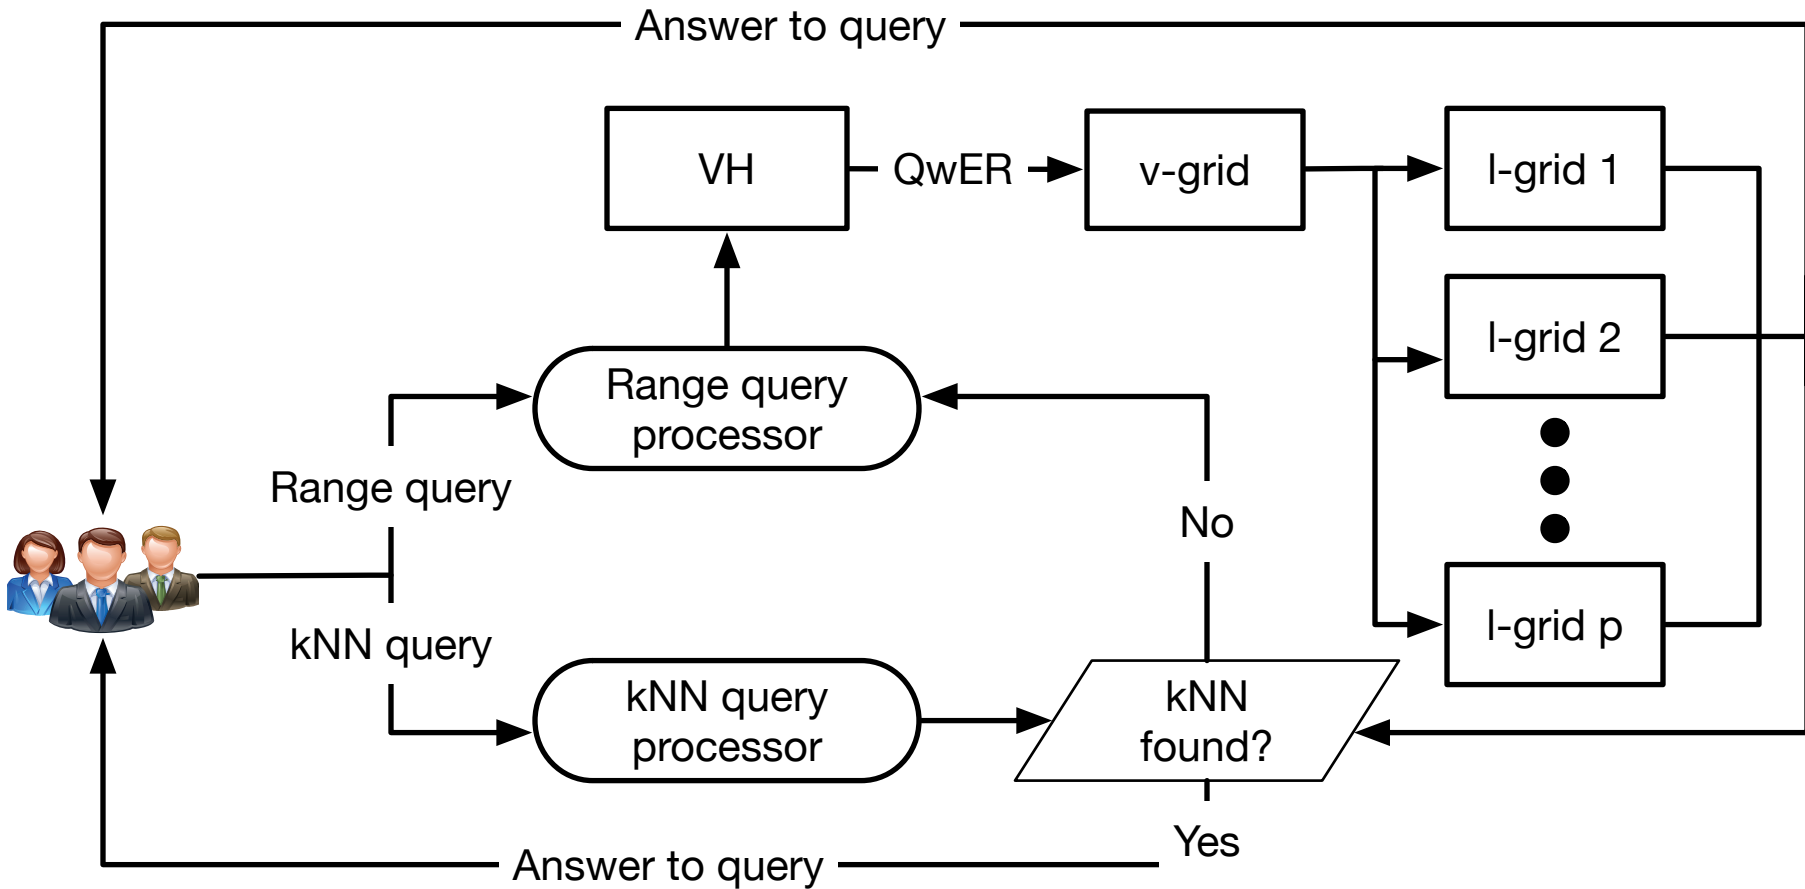 Answer to query
VH
QwER
v-grid
l-grid 1
l-grid 2
Range query
processor
Range query
No
l-grid p
kNN query
kNN query
processor
kNN
found?
Yes
Answer to query